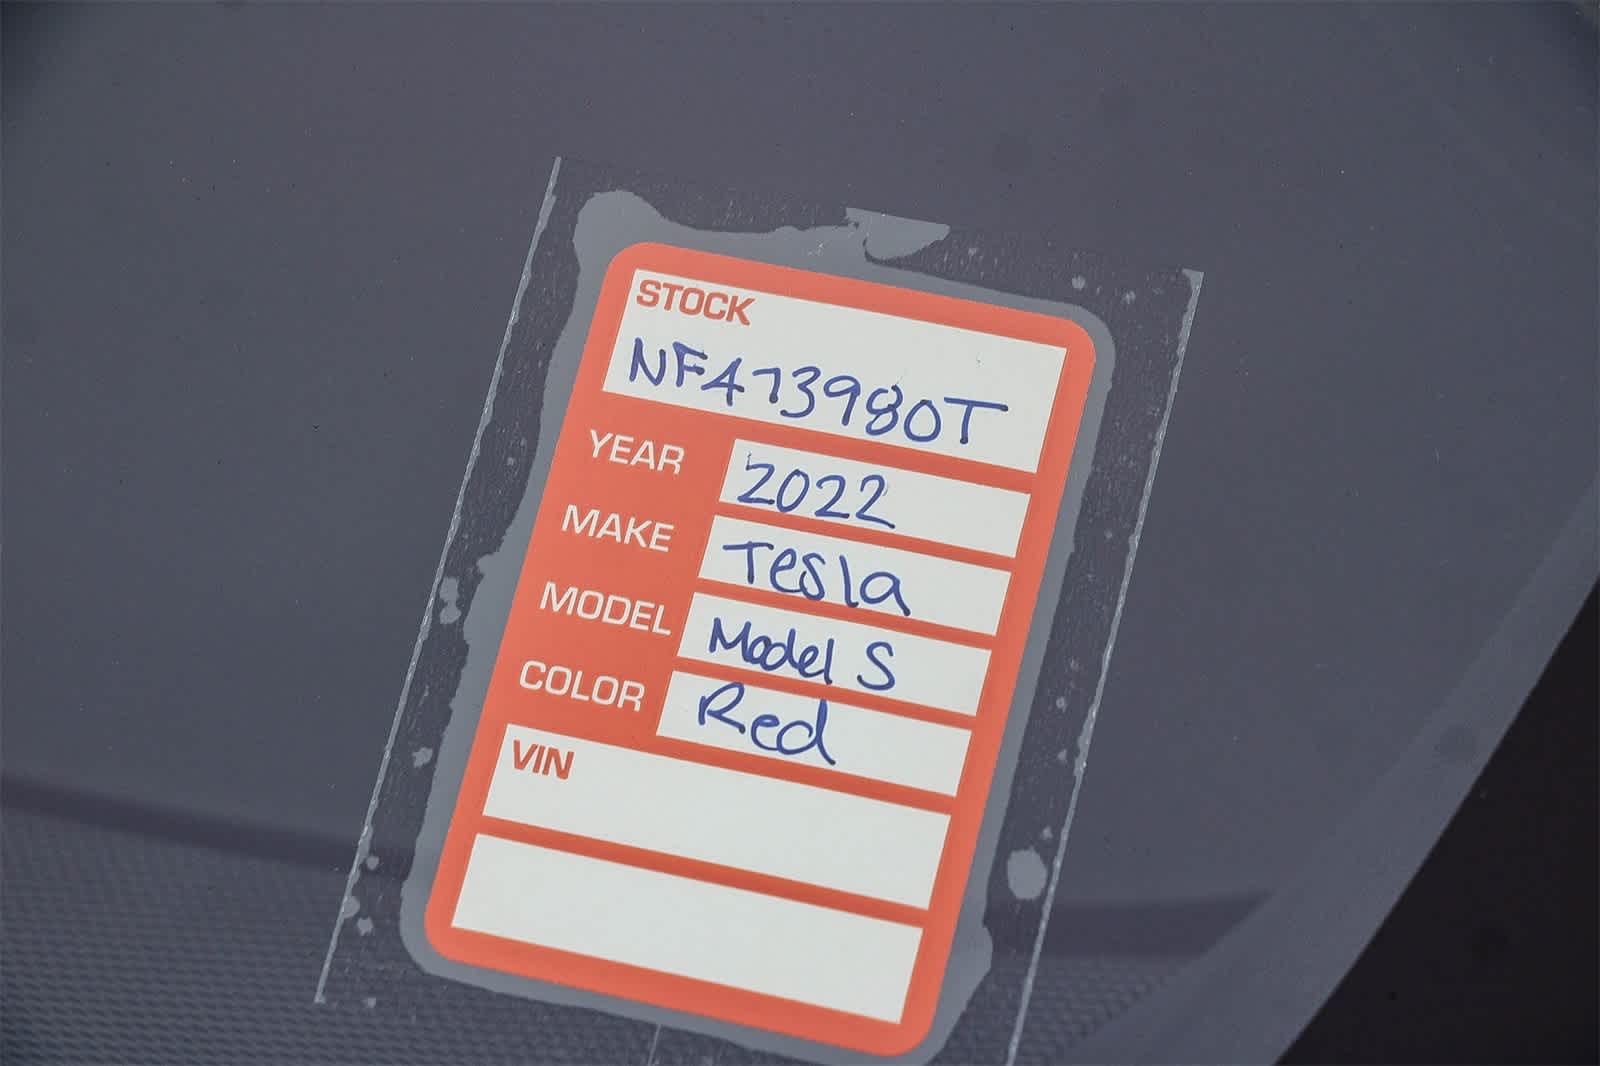 STOCK
NF473980T
YEAR 2022
MAKE Tesla
MODEL Model S
COLOR Red
VIN